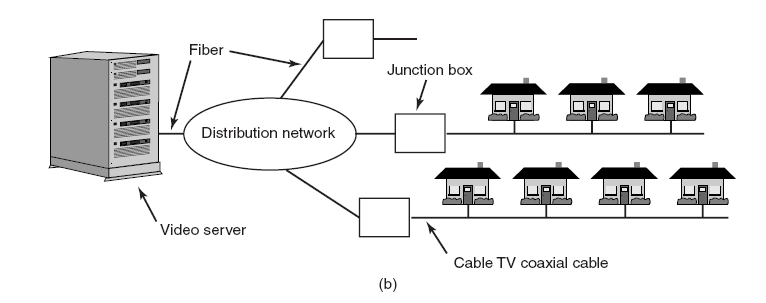 Fiber
Junction box
Distribution network
Video server
Cable TV coaxial cable
(b)